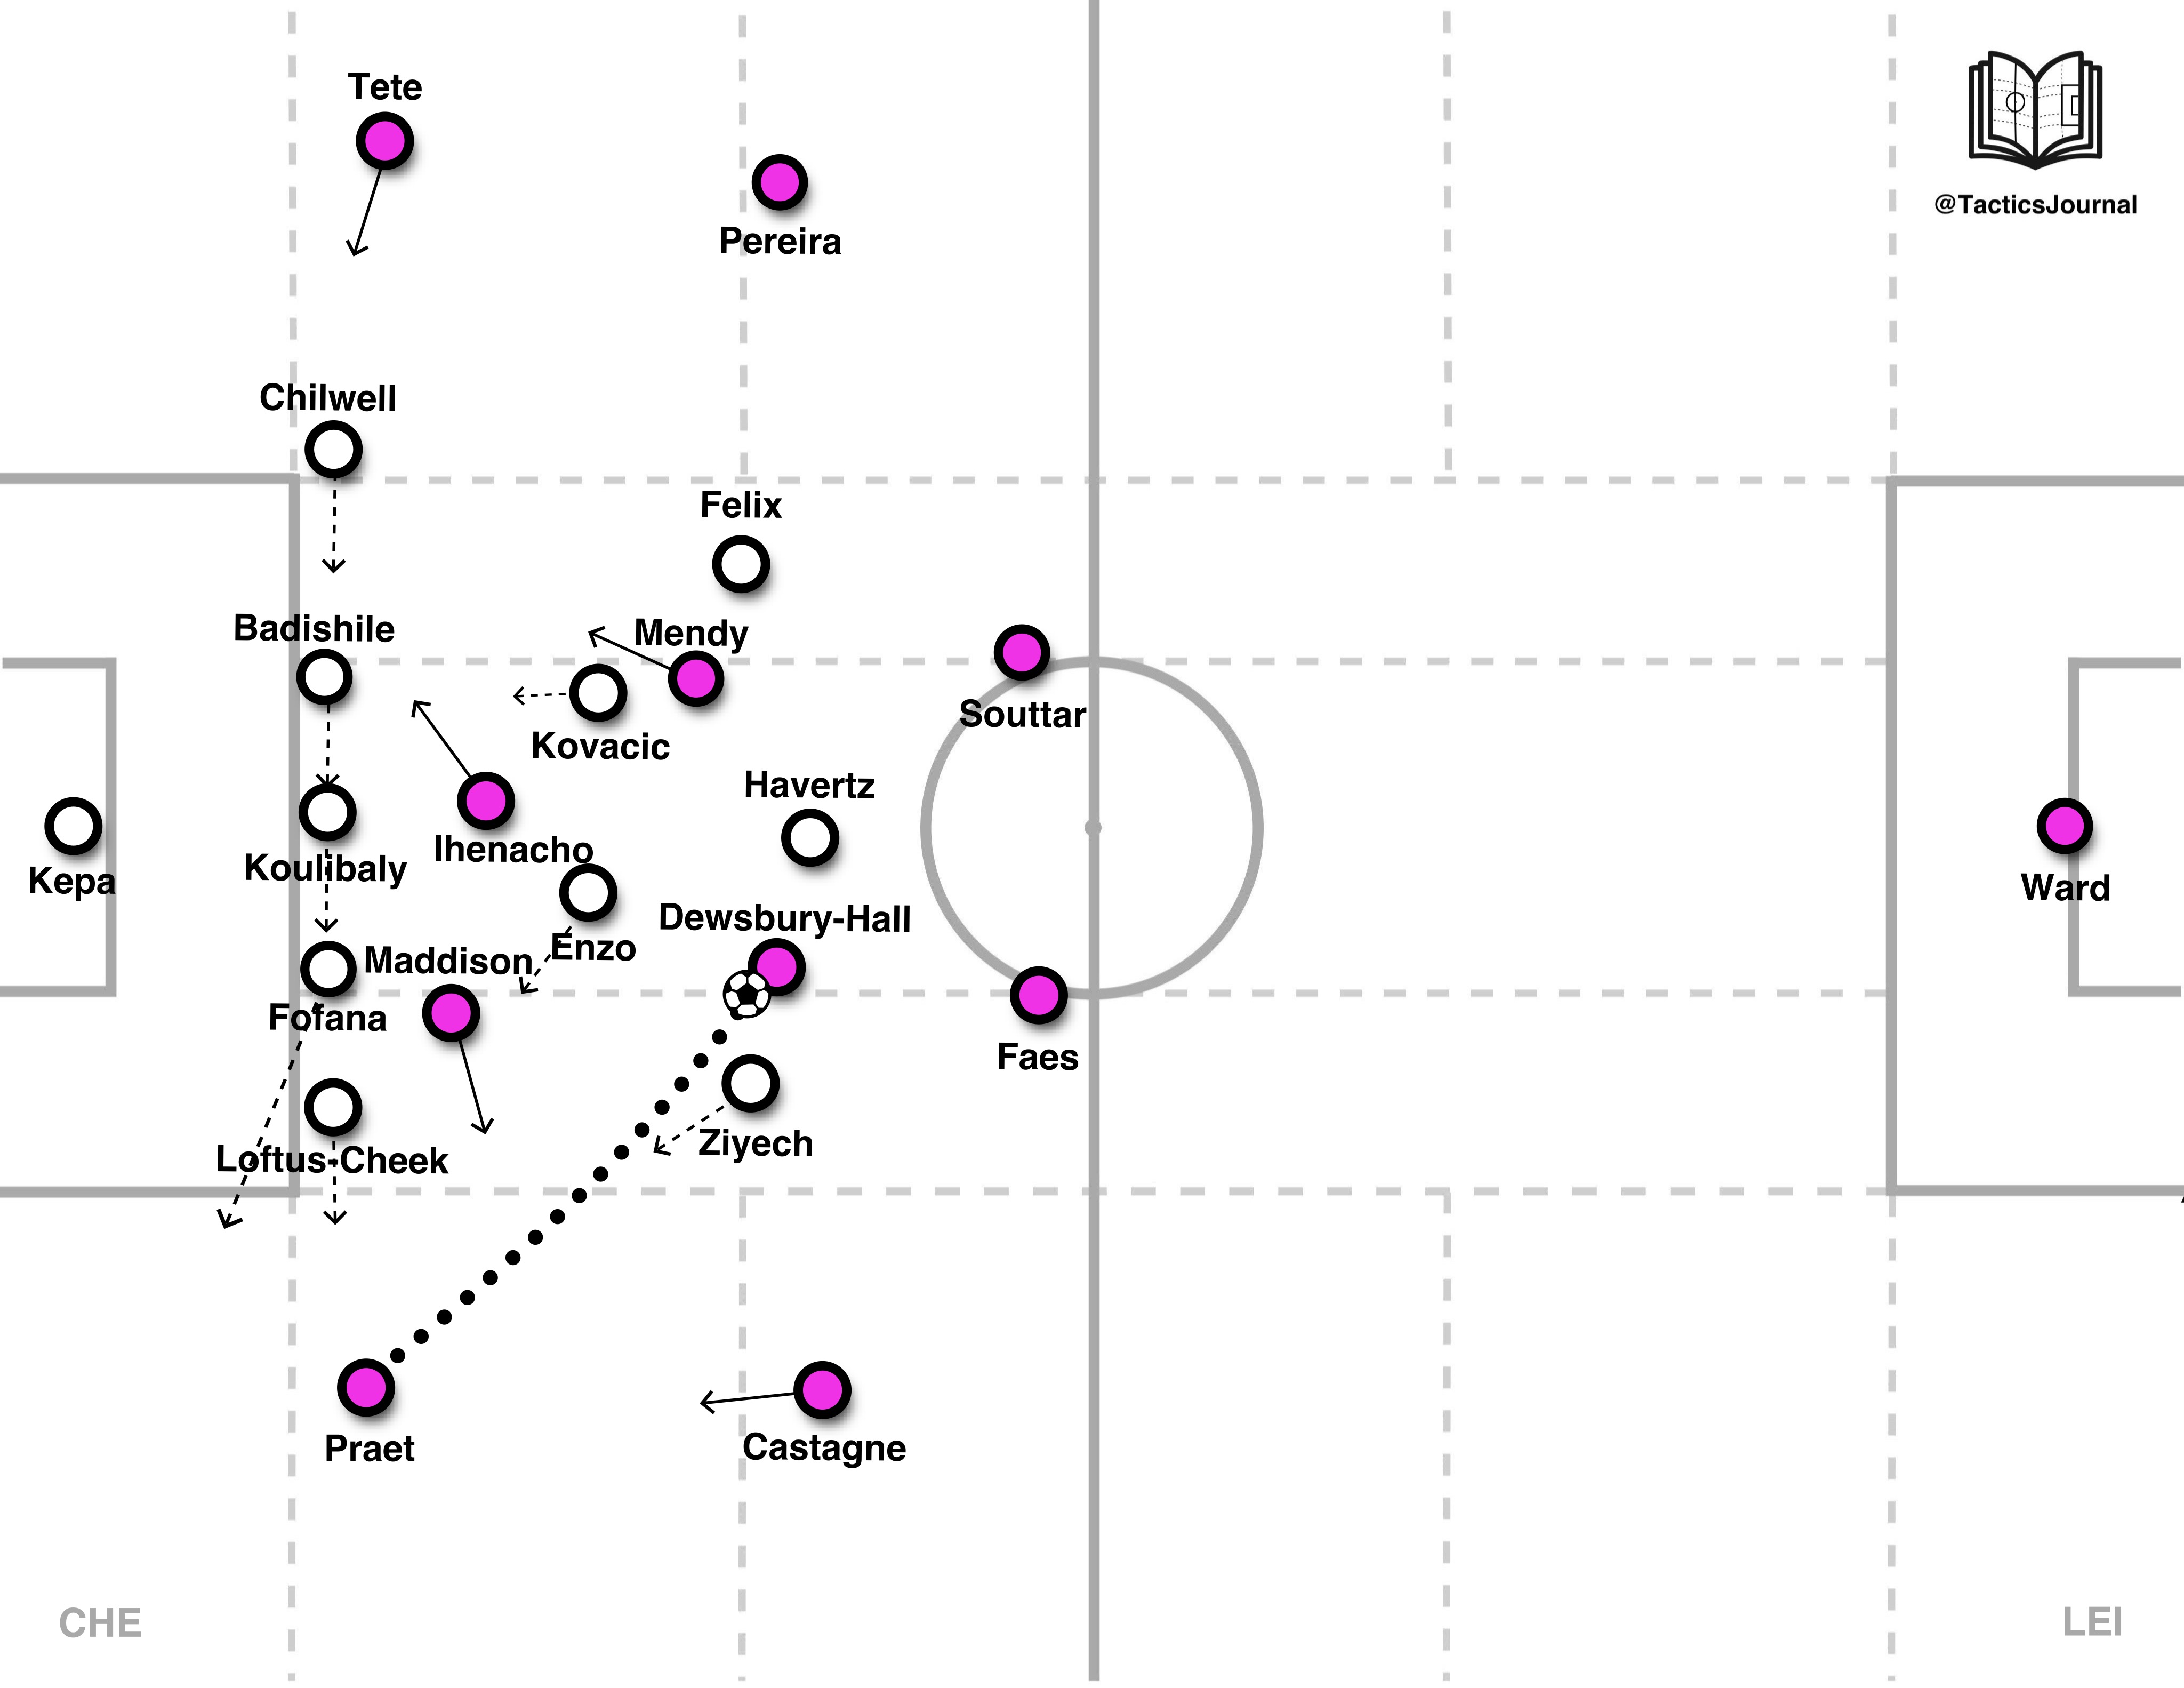 Tete
@TacticsJournal
Pereira
Chilwell
Felix
Badishile
Mendy
Souttar
Kovacic
Havertz
Ihenacho
Koulibaly
Kepa
Ward
Dewsbury-Hall
Enzo
Maddison
Fofana
Faes
Ziyech
Loftus-Cheek
Praet
Castagne
CHE
LEI